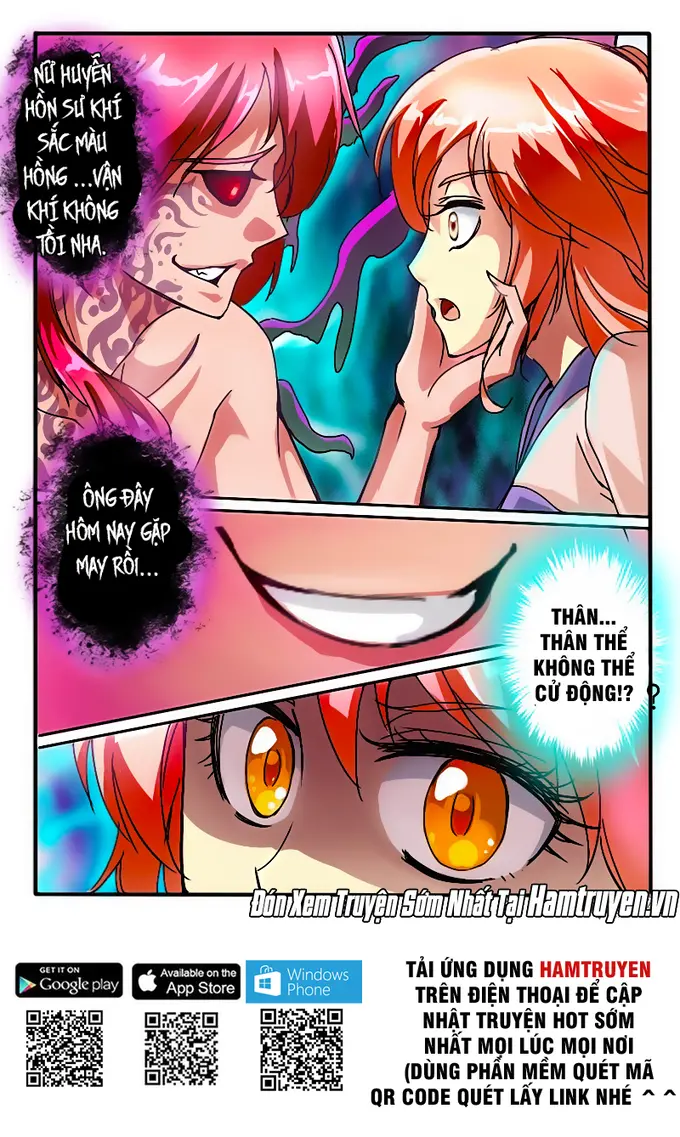 NỮ HUYỄN
HỒN SƯ KHÍ
SẮC MÀU
HỒNG ...VẬN
KHÍ KHÔNG
TỒI NHA.
ÔNG ĐÂY
HÔM NAY GẶP
MAY RỒI...
THÂN...
THÂN THỂ
KHÔNG THỂ
CỬ ĐỘNG!? ?
Đón Xem Truyện Sớm Nhất Tại Hamtruyen.vn
GET IT ON
Google play
Available on the
App Store
Windows
Phone
TẢI ỨNG DỤNG HAMTRUYEN
TRÊN ĐIỆN THOẠI ĐỂ CẬP
NHẬT TRUYỆN HOT SỚM
NHẤT MỌI LÚC MỌI NƠI
(DÙNG PHẦN MỀM QUÉT MÃ
QR CODE QUÉT LẤY LINK NHÉ ^ ^